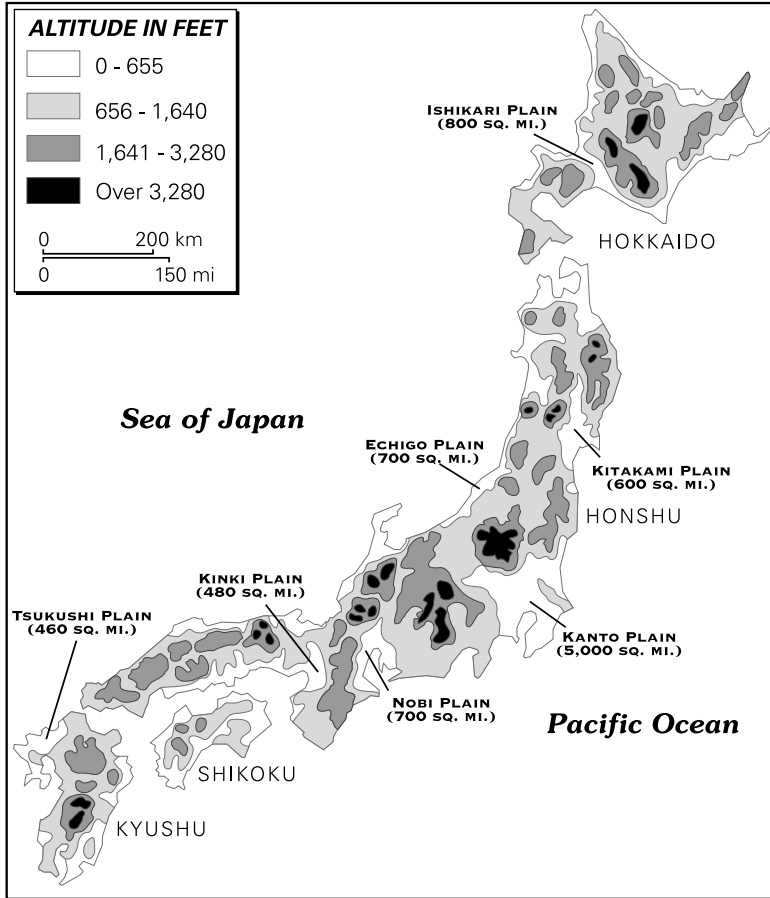 ALTITUDE IN FEET
0 - 655
656 - 1,640
1,641 - 3,280
Over 3,280
0 200 km
0 150 mi
ISHIKARI PLAIN
(800 SQ. MI.)
HOKKAIDO
Sea of Japan
ECHIGO PLAIN
(700 SQ. MI.)
KITAKAMI PLAIN
(600 SQ. MI.)
HONSHU
KINKI PLAIN
(480 SQ. MI.)
TSUKUSHI PLAIN
(460 SQ. MI.)
KANTO PLAIN
(5,000 SQ. MI.)
NOBI PLAIN
(700 SQ. MI.)
Pacific Ocean
SHIKOKU
KYUSHU